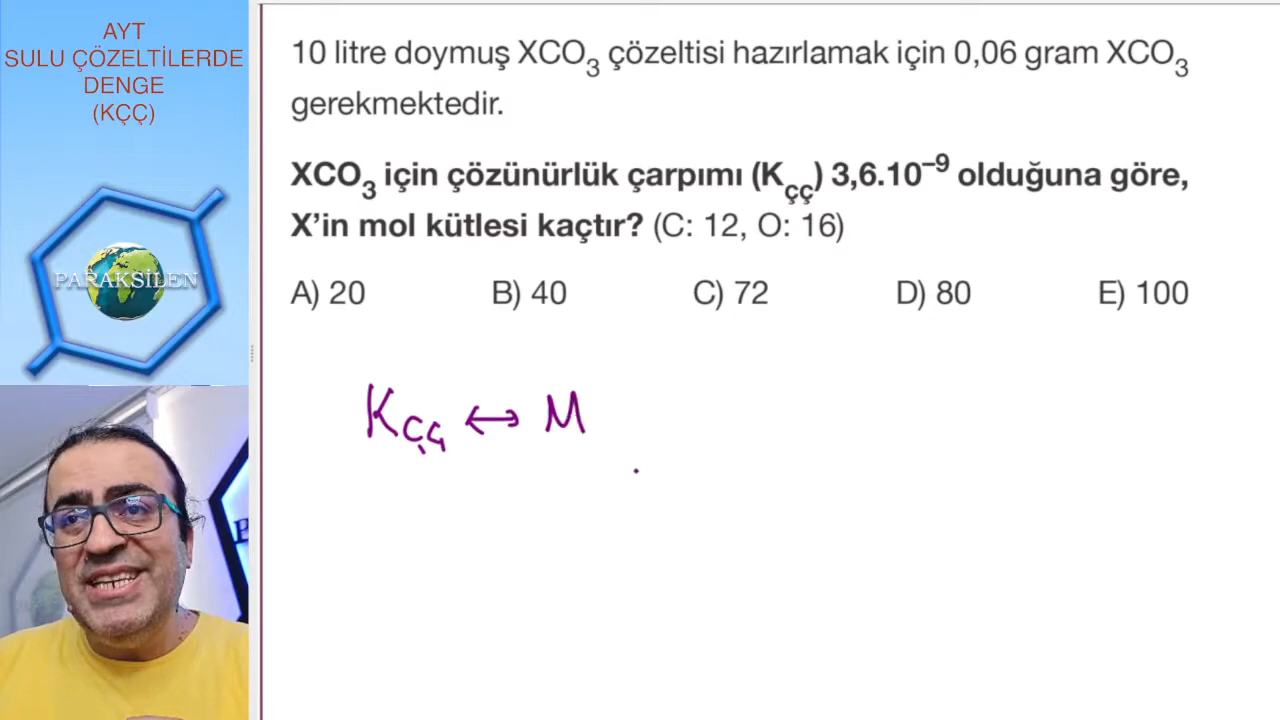 AYT
SULU ÇÖZELTİLERDE
DENGE
(KÇÇ)
PARAKSİLEN
10 litre doymuş XCO₃ çözeltisi hazırlamak için 0,06 gram XCO₃
gerekmektedir.
XCO₃ için çözünürlük çarpımı (Kçç) 3,6.10⁻⁹ olduğuna göre,
X’in mol kütlesi kaçtır? (C: 12, O: 16)
A) 20 B) 40 C) 72 D) 80 E) 100
Kçç ↔ M